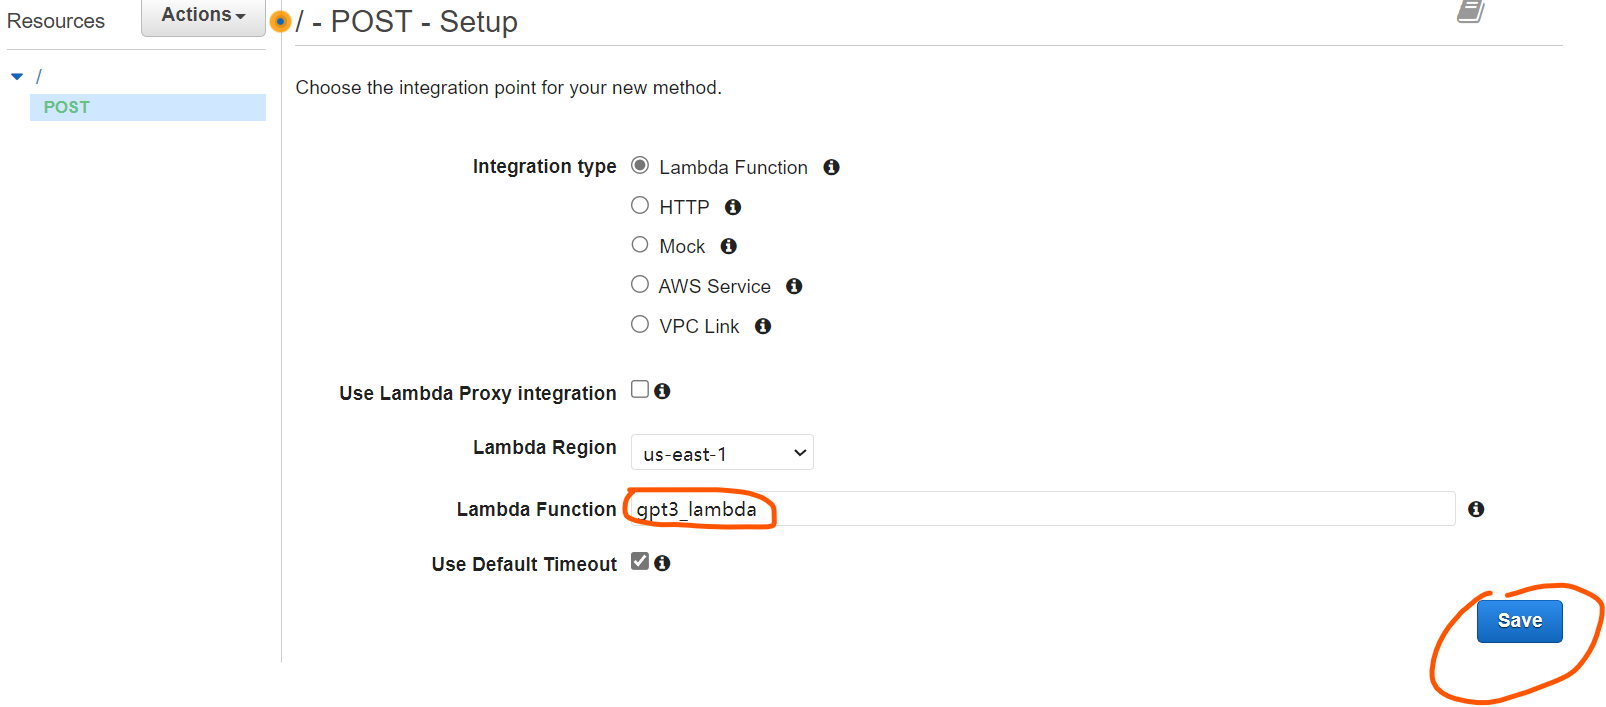 Resources
Actions
/ - POST - Setup
/
POST
Choose the integration point for your new method.
Integration type
Lambda Function
HTTP
Mock
AWS Service
VPC Link
Use Lambda Proxy integration
Lambda Region
us-east-1
Lambda Function
gpt3_lambda
Use Default Timeout
Save